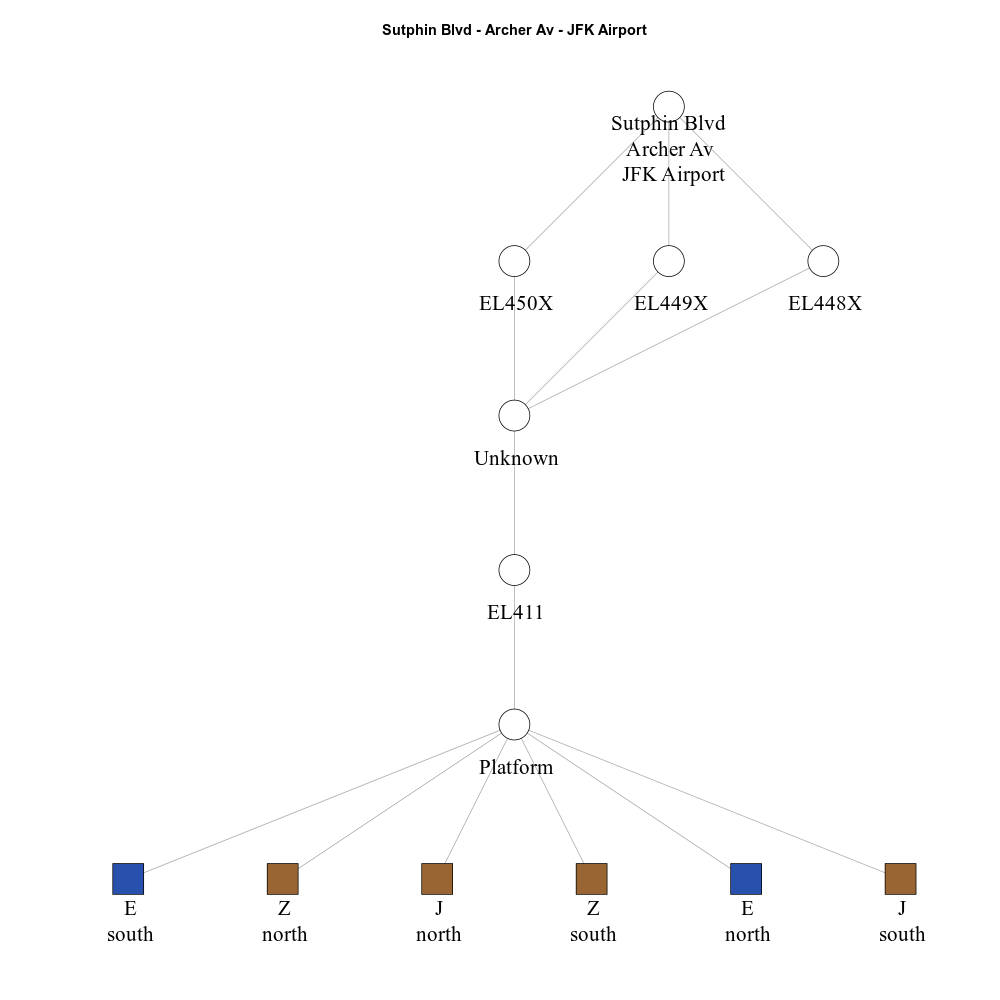 Sutphin Blvd - Archer Av - JFK Airport
Sutphin Blvd
Archer Av
JFK Airport
EL450X EL449X EL448X
Unknown
EL411
Platform
E Z J Z E J
south north north south north south